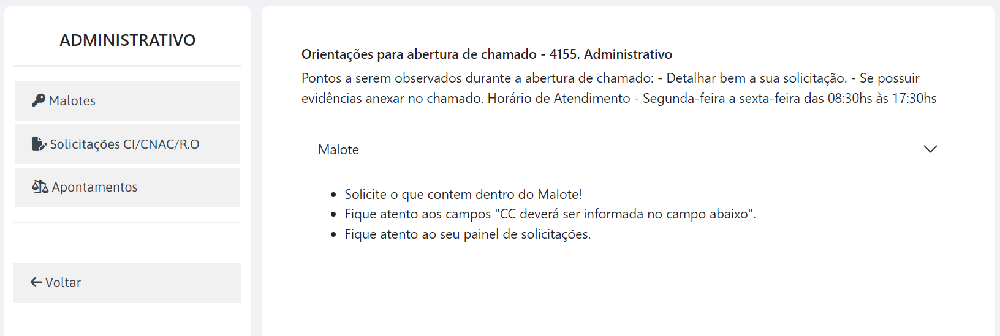 ADMINISTRATIVO
Malotes
Solicitações CI/CNAC/R.O
Apontamentos
Voltar
Orientações para abertura de chamado - 4155. Administrativo
Pontos a serem observados durante a abertura de chamado: - Detalhar bem a sua solicitação. - Se possuir
evidências anexar no chamado. Horário de Atendimento - Segunda-feira a sexta-feira das 08:30hs às 17:30hs
Malote
Solicite o que contem dentro do Malote!
Fique atento aos campos "CC deverá ser informada no campo abaixo".
Fique atento ao seu painel de solicitações.